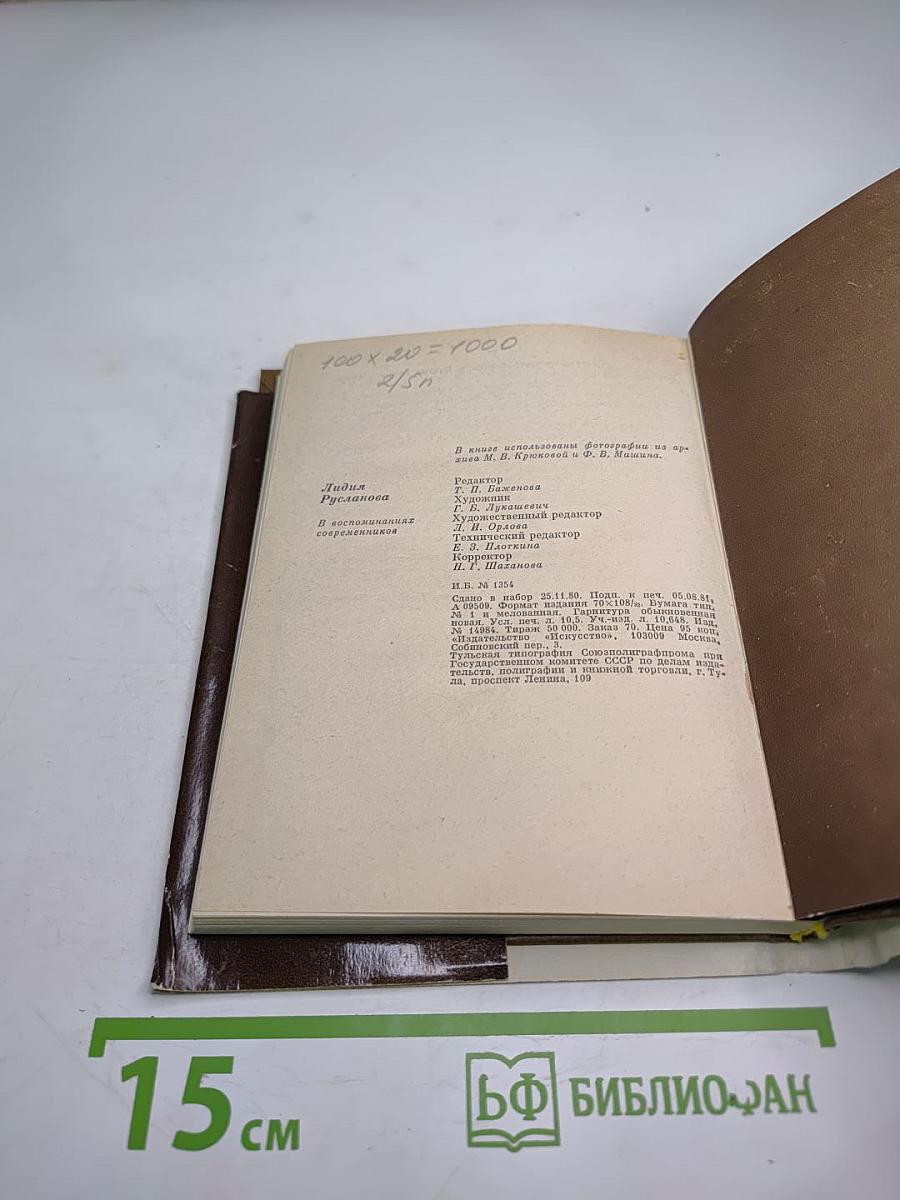 100 х 20 = 1000
2/5п
В книге использованы фотографии из ар-
хива М. В. Крюковой и Ф. В. Мишина.
Лидия
Русланова
В воспоминаниях
современников
Редактор
Т. П. Баженова
Художник
Г. Б. Лукашевич
Художественный редактор
Л. И. Орлова
Технический редактор
Е. З. Плоткина
Корректор
Н. Г. Шаханова
И.Б. № 1354
Сдано в набор 25.11.80. Подп. к печ. 05.08.81.
А 09509. Формат издания 70×108/32. Бумага тип.
№ 1 и мелованная. Гарнитура обыкновенная
новая. Усл. печ. л. 10,5. Уч.-изд. л. 10,648. Изд.
№ 14984. Тираж 50 000. Заказ 70. Цена 95 коп.
«Издательство «Искусство», 103009 Москва,
Собиновский пер., 3.
Тульская типография Союзполиграфпрома при
Государственном комитете СССР по делам изда-
тельств, полиграфии и книжной торговли, г. Ту-
ла, проспект Ленина, 109
15 см
БФ БИБЛИОФАН